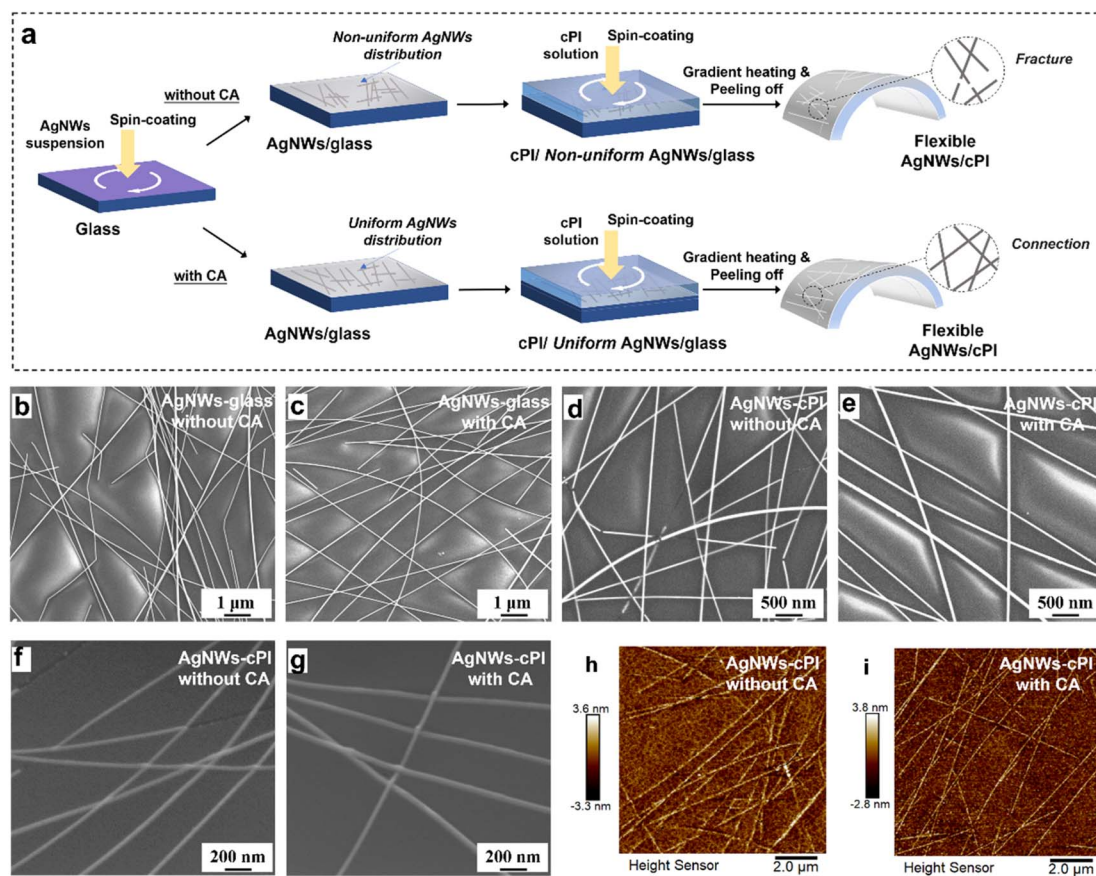 a
Non-uniform AgNWs
distribution
without CA
AgNWs
suspension
Spin-coating
Glass
AgNWs/glass
cPI
solution
Spin-coating
cPI/ Non-uniform AgNWs/glass
Gradient heating &
Peeling off
Fracture
Flexible
AgNWs/cPI
with CA
Uniform AgNWs
distribution
AgNWs/glass
cPI
solution
Spin-coating
cPI/ Uniform AgNWs/glass
Gradient heating &
Peeling off
Connection
Flexible
AgNWs/cPI
b
AgNWs-glass
without CA
1 μm
c
AgNWs-glass
with CA
1 μm
d
AgNWs-cPI
without CA
500 nm
e
AgNWs-cPI
with CA
500 nm
f
AgNWs-cPI
without CA
200 nm
g
AgNWs-cPI
with CA
200 nm
h
AgNWs-cPI
without CA
3.6 nm
-3.3 nm
Height Sensor
2.0 μm
i
AgNWs-cPI
with CA
3.8 nm
-2.8 nm
Height Sensor
2.0 μm